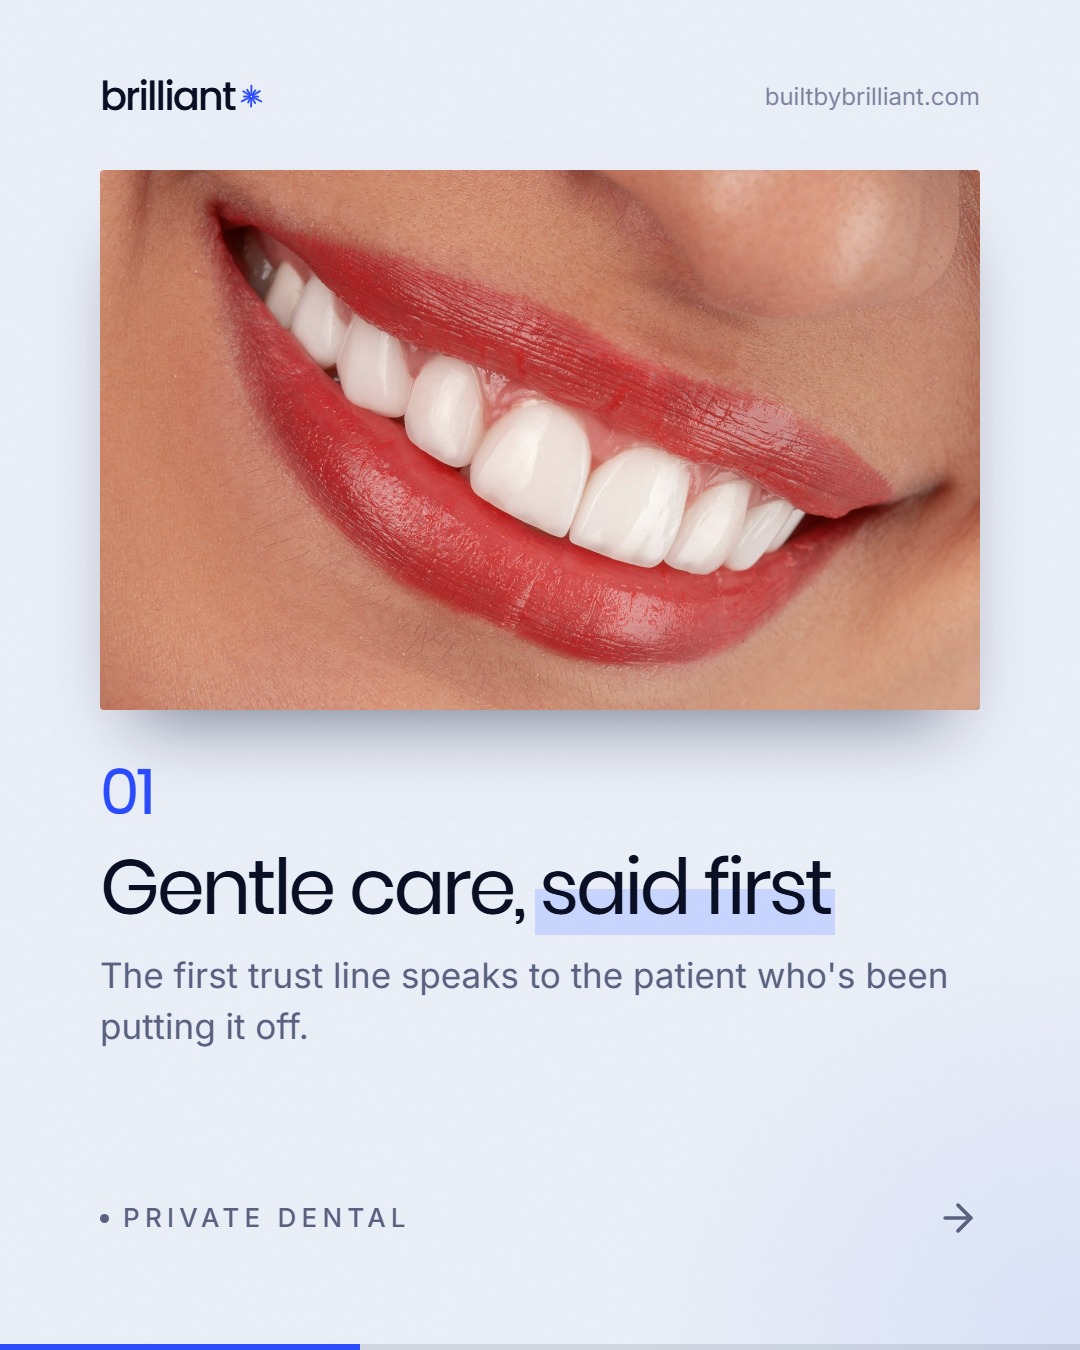 brilliant
builtbybrilliant.com
01
Gentle care, said first
The first trust line speaks to the patient who's been
putting it off.
• PRIVATE DENTAL